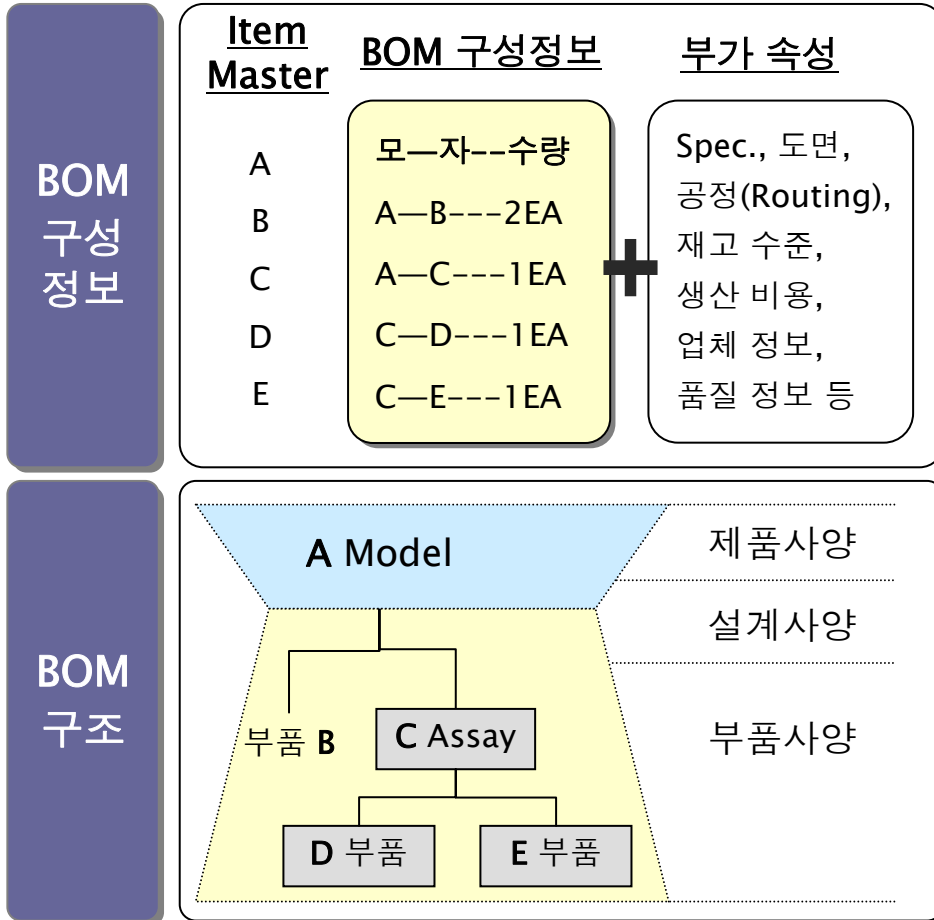 BOM
구성
정보
Item
Master
A
B
C
D
E
BOM 구성정보
모—자--수량
A—B---2EA
A—C---1EA
C—D---1EA
C—E---1EA
부가 속성
Spec., 도면,
공정(Routing),
재고 수준,
생산 비용,
업체 정보,
품질 정보 등
BOM
구조
A Model
부품 B
C Assay
D 부품
E 부품
제품사양
설계사양
부품사양